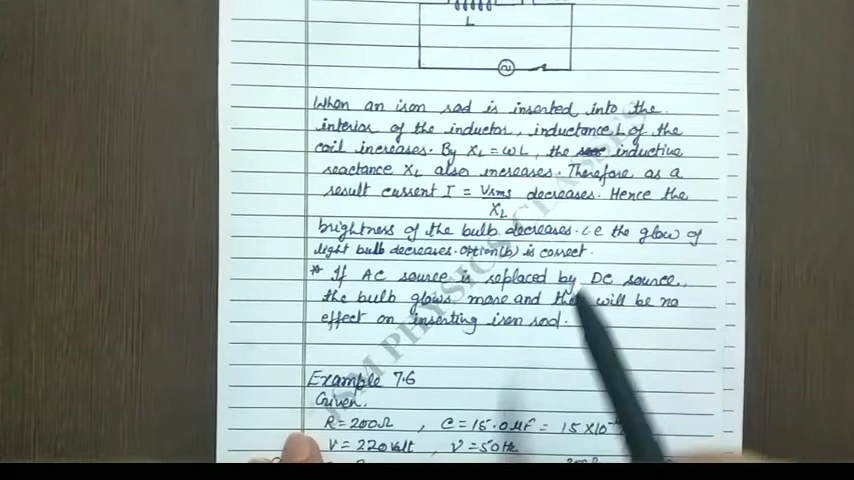 L
When an iron rod is inserted into the
interior of the inductor, inductance L of the
coil increases. By XL = ωL, the inductive
reactance XL also increases. Therefore as a
result current I = Vrms/XL decreases. Hence the
brightness of the bulb decreases. i.e the glow of
light bulb decreases. option(b) is correct.
* If AC source is replaced by DC source,
the bulb glows more and will be no
effect on inserting iron rod.
Example 7.6
Given.
R = 200Ω , C = 15.0 μF = 15 X10
V = 220 Volt , ν = 50Hz
PHYSICS CLASSES